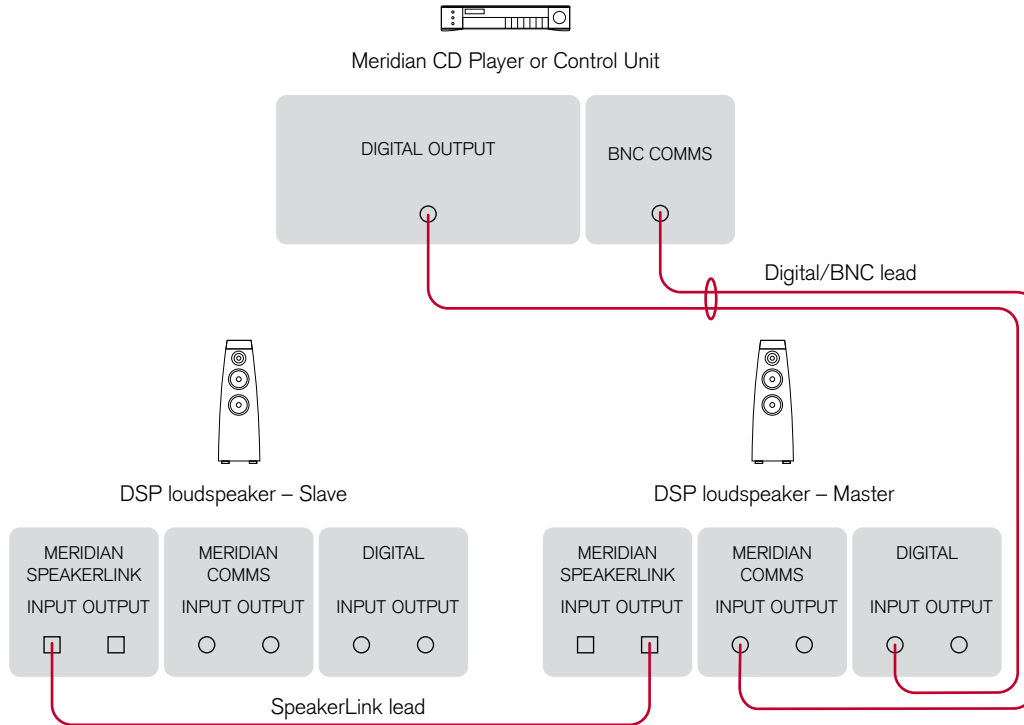 Meridian CD Player or Control Unit
DIGITAL OUTPUT
BNC COMMS
Digital/BNC lead
DSP loudspeaker – Slave
DSP loudspeaker – Master
MERIDIAN SPEAKERLINK
INPUT OUTPUT
MERIDIAN COMMS
INPUT OUTPUT
DIGITAL
INPUT OUTPUT
MERIDIAN SPEAKERLINK
INPUT OUTPUT
MERIDIAN COMMS
INPUT OUTPUT
DIGITAL
INPUT OUTPUT
SpeakerLink lead